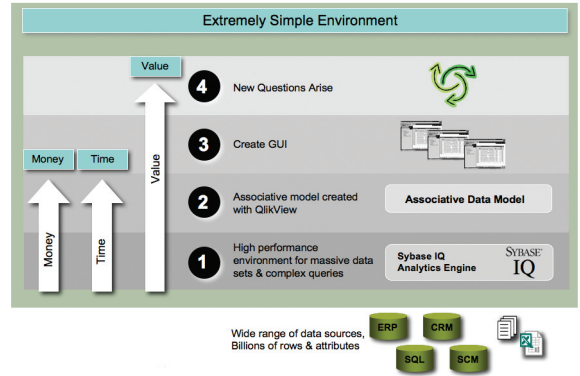 Extremely Simple Environment
Value
4
New Questions Arise
Value
3
Create GUI
Money
Time
2
Associative model created
with QlikView
Associative Data Model
Money
Time
1
High performance
environment for massive data
sets & complex queries
Sybase IQ
Analytics Engine
SYBASE®
IQ
Wide range of data sources,
Billions of rows & attributes
ERP
CRM
SQL
SCM